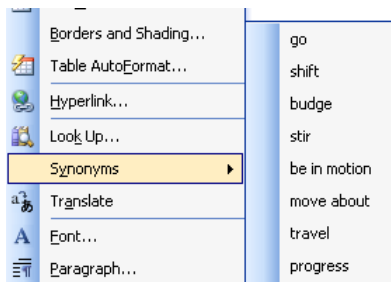 Borders and Shading...
Table AutoFormat...
Hyperlink...
Look Up...
Synonyms
Translate
Font...
Paragraph...
go
shift
budge
stir
be in motion
move about
travel
progress